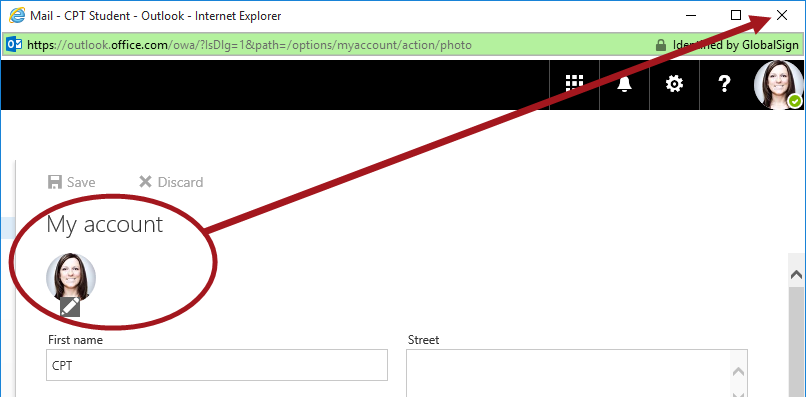 Mail - CPT Student - Outlook - Internet Explorer
https://outlook.office.com/owa/?IsDlg=1&path=/options/myaccount/action/photo Identified by GlobalSign
?
Save Discard
My account
First name Street
CPT